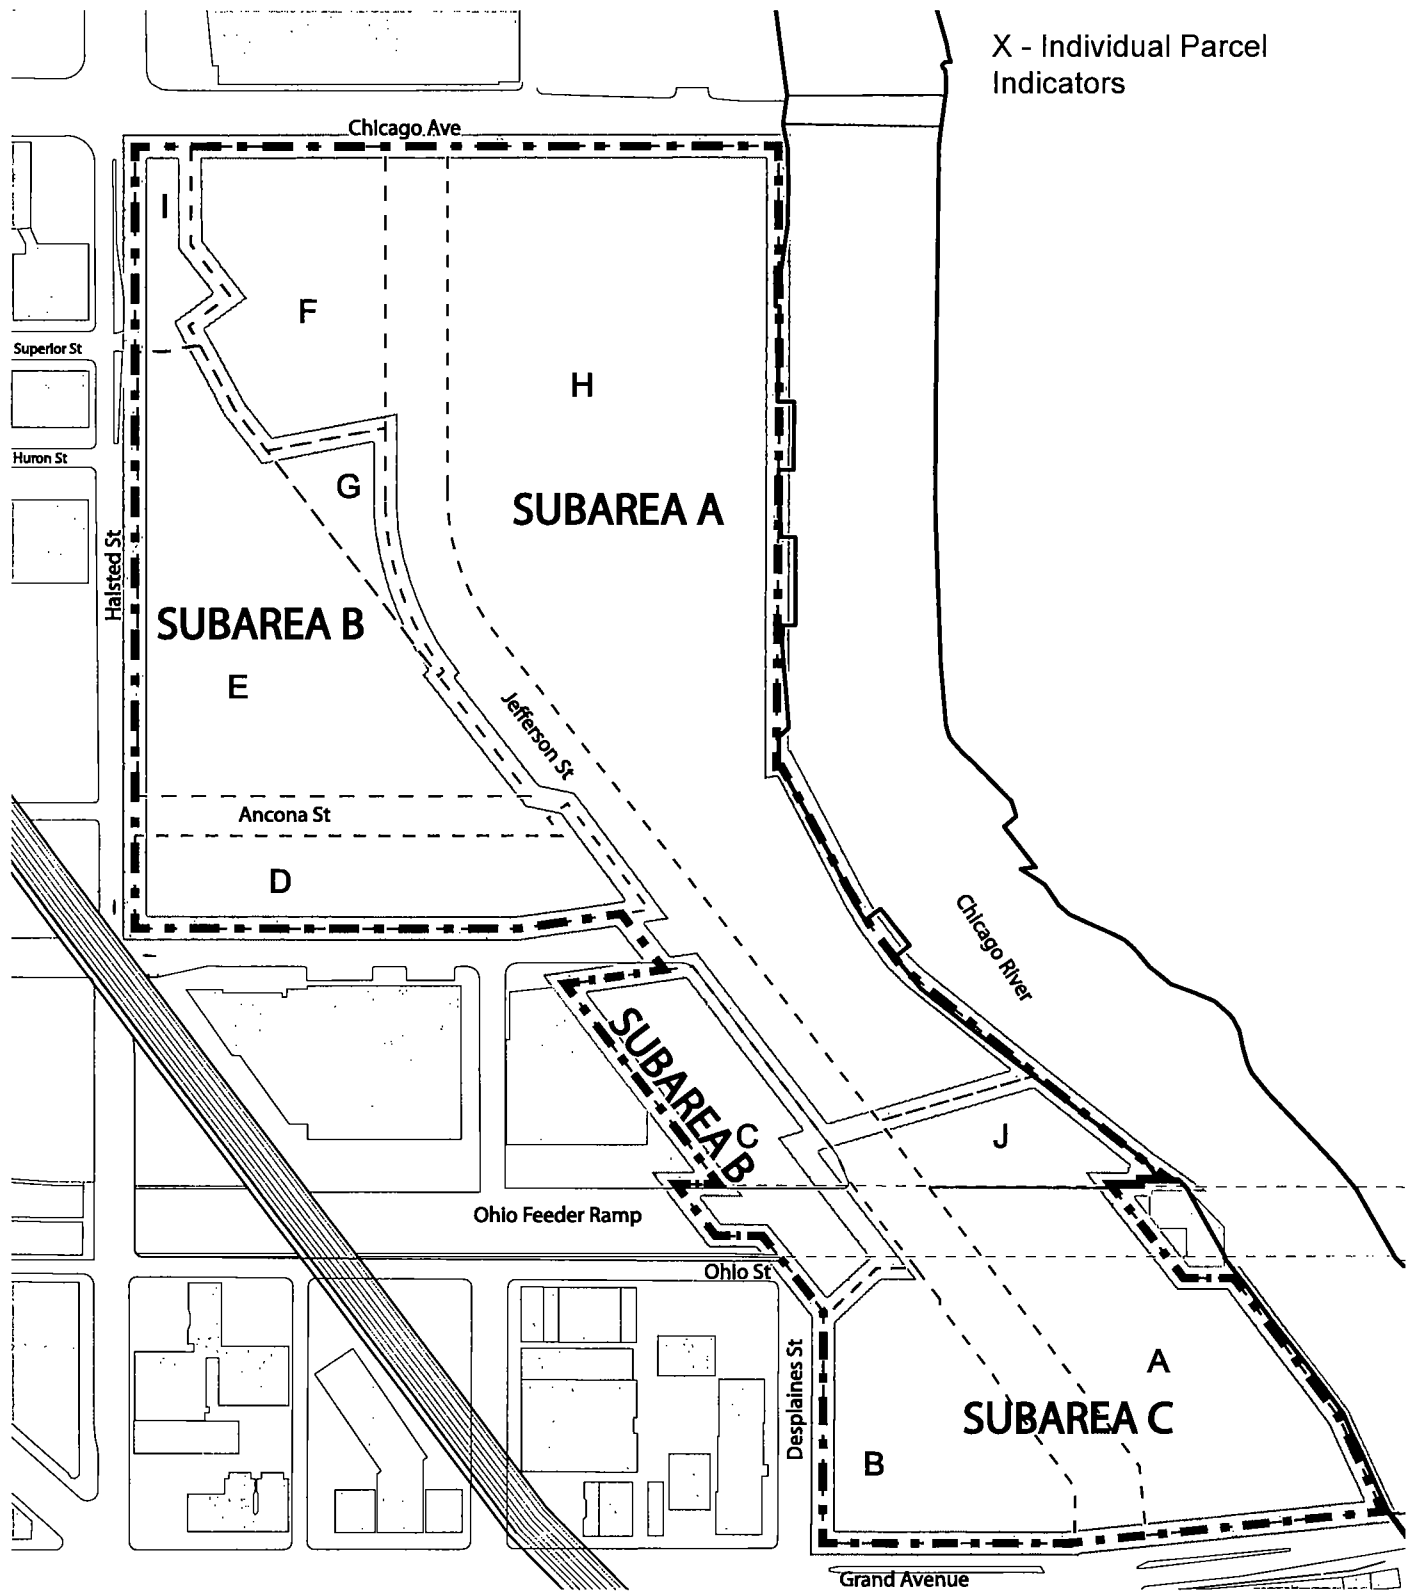 X - Individual Parcel
Indicators
Chicago Ave
I
F
Superior St
H
Huron St
G
SUBAREA A
Halsted St
SUBAREA B
E
Jefferson St
Ancona St
D
Chicago River
SUBAREA B
C
J
Ohio Feeder Ramp
Ohio St
Desplaines St
A
SUBAREA C
B
Grand Avenue